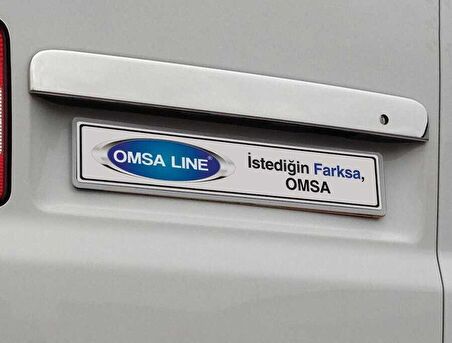 OMSA LINE®
İstediğin Farksa,
OMSA